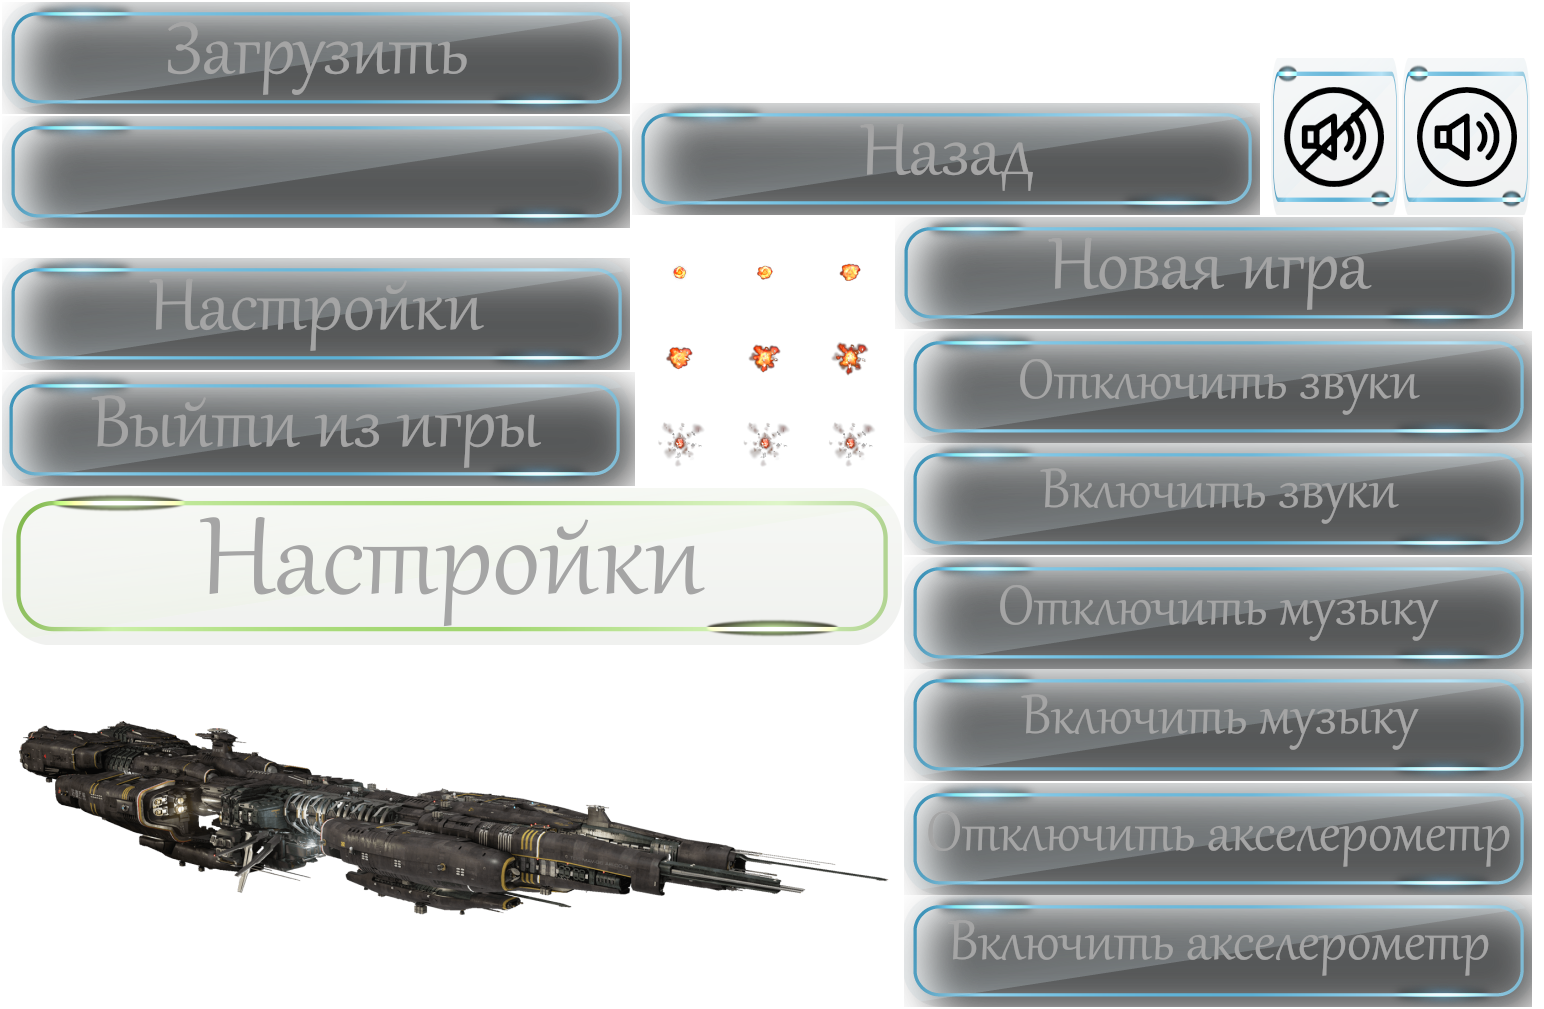 Загрузить
Назад
Новая игра
Настройки
Отключить звуки
Выйти из игры
Включить звуки
Настройки
Отключить музыку
Включить музыку
Отключить акселерометр
Включить акселерометр